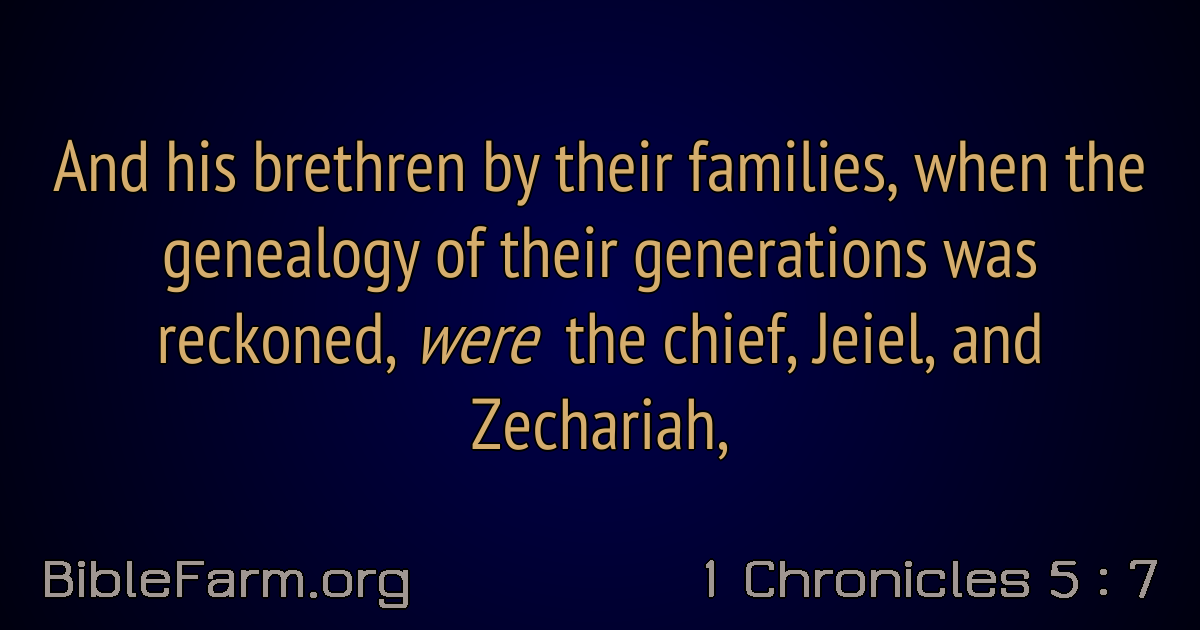 And his brethren by their families, when the
genealogy of their generations was
reckoned, were the chief, Jeiel, and
Zechariah,
BibleFarm.org
1 Chronicles 5 : 7